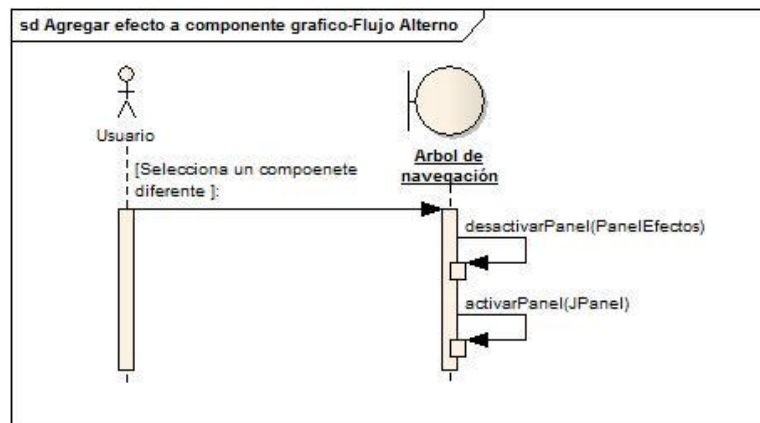 sd Agregar efecto a componente grafico-Flujo Alterno
Usuario
Arbol de
navegación
[Selecciona un compoenete
diferente ]:
desactivarPanel(PanelEfectos)
activarPanel(JPanel)